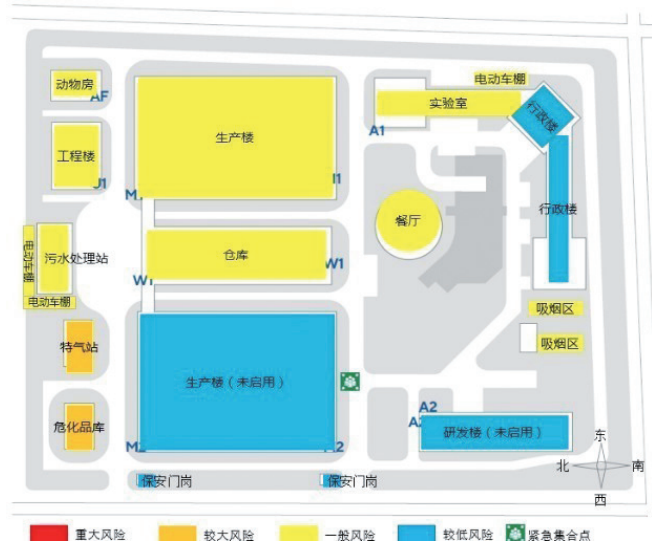 动物房
AF
工程楼
U1
电动车棚
污水处理站
电动车棚
特气站
危化品库
生产楼
M1
仓库
W1
W1
生产楼（未启用）
M2
M2
保安门岗
保安门岗
电动车棚
实验室
A1
行政楼
行政楼
餐厅
吸烟区
吸烟区
A2
A2
研发楼（未启用）
东
北
南
西
重大风险
较大风险
一般风险
较低风险
紧急集合点